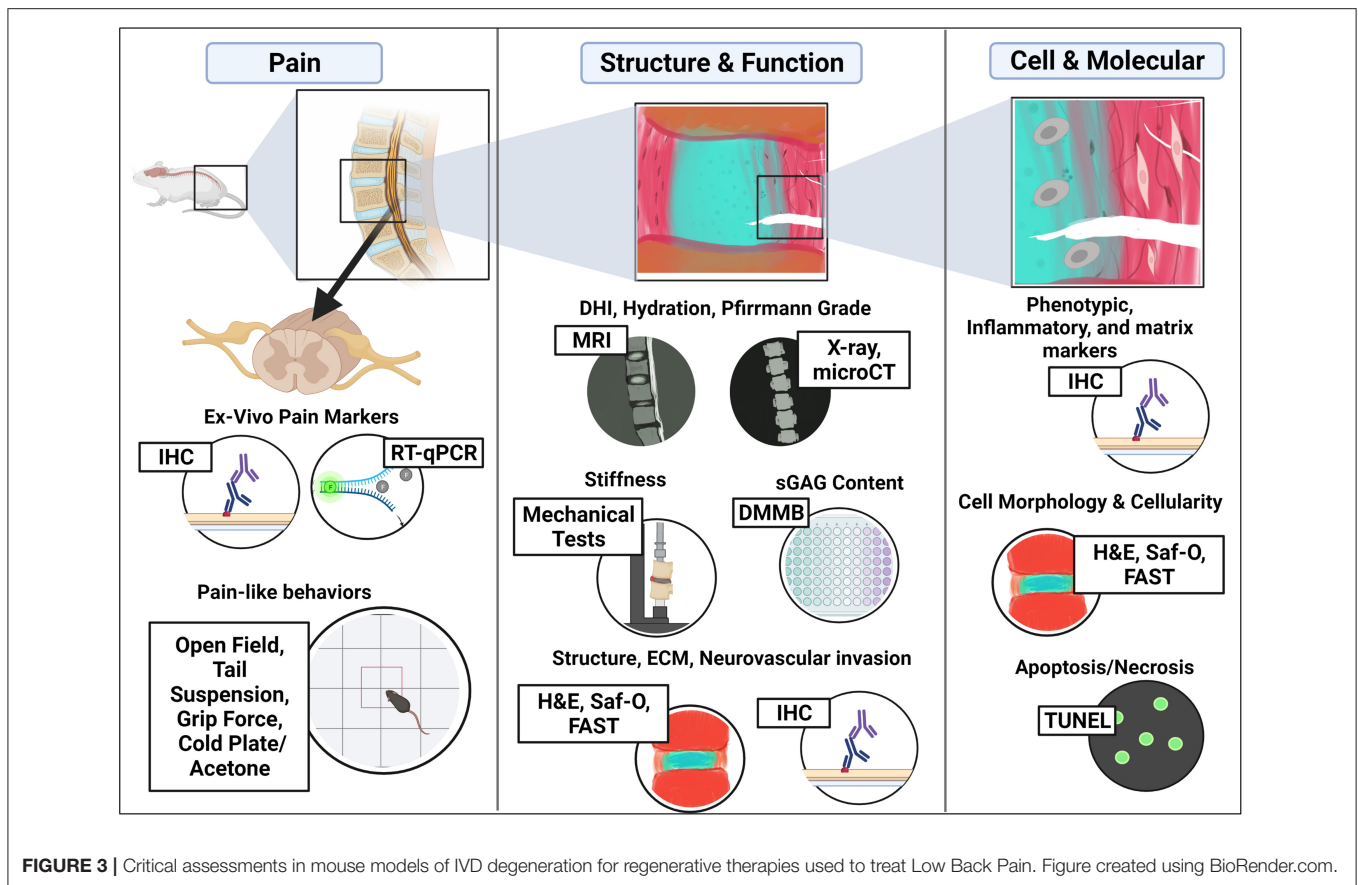 Pain
Structure & Function
Cell & Molecular
Ex-Vivo Pain Markers
IHC
RT-qPCR
F
F
Pain-like behaviors
Open Field,
Tail
Suspension,
Grip Force,
Cold Plate/
Acetone
DHI, Hydration, Pfirrmann Grade
MRI
X-ray,
microCT
Stiffness
Mechanical
Tests
sGAG Content
DMMB
Structure, ECM, Neurovascular invasion
H&E, Saf-O,
FAST
IHC
Phenotypic,
Inflammatory, and matrix
markers
IHC
Cell Morphology & Cellularity
H&E, Saf-O,
FAST
Apoptosis/Necrosis
TUNEL
FIGURE 3 | Critical assessments in mouse models of IVD degeneration for regenerative therapies used to treat Low Back Pain. Figure created using BioRender.com.